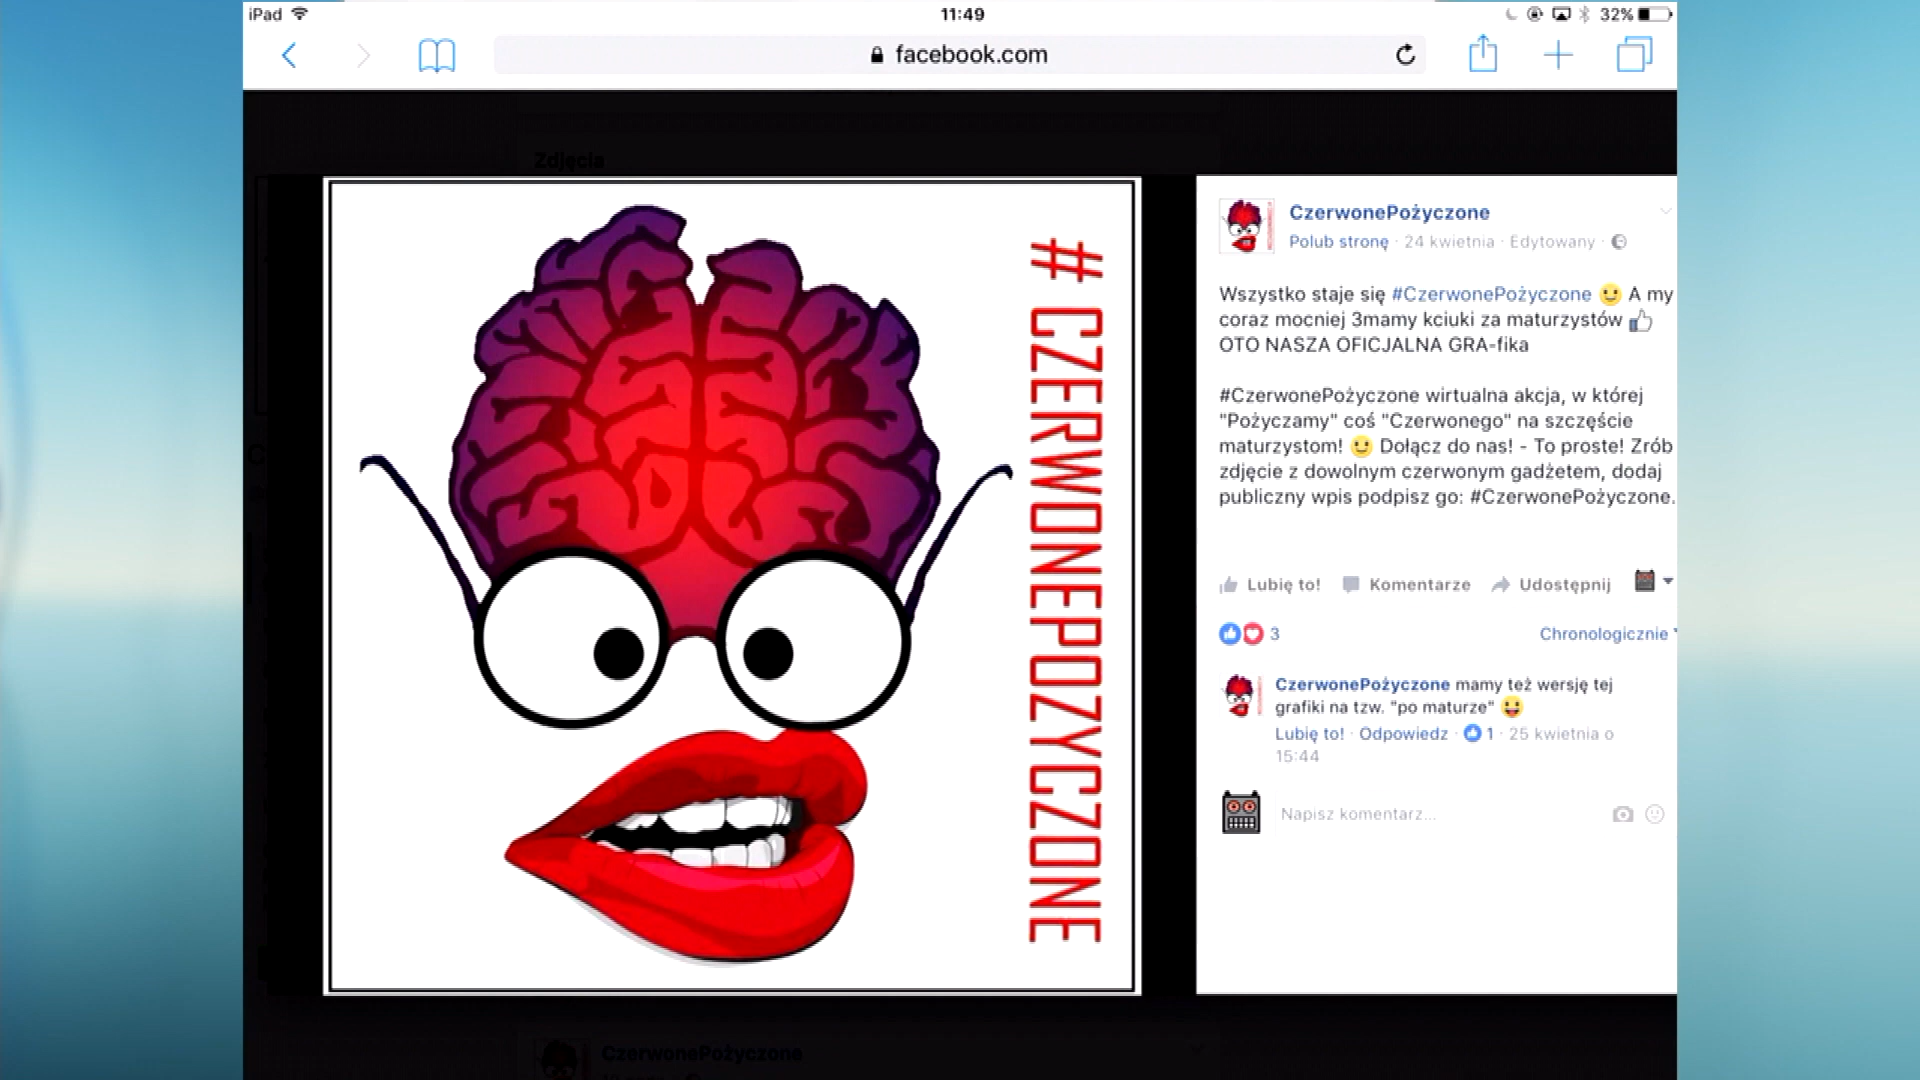 iPad
11:49
32%
facebook.com
Zdjęcia
# CZERWONEPOZYCZONE
CzerwonePożyczone
Polub stronę · 24 kwietnia · Edytowany ·
Wszystko staje się #CzerwonePożyczone A my
coraz mocniej 3mamy kciuki za maturzystów
OTO NASZA OFICJALNA GRA-fika
#CzerwonePożyczone wirtualna akcja, w której
"Pożyczamy" coś "Czerwonego" na szczęście
maturzystom! Dołącz do nas! - To proste! Zrób
zdjęcie z dowolnym czerwonym gadżetem, dodaj
publiczny wpis podpisz go: #CzerwonePożyczone.
Lubię to! Komentarze Udostępnij
3
Chronologicznie
CzerwonePożyczone mamy też wersję tej
grafiki na tzw. "po maturze"
Lubię to! · Odpowiedz · 1 · 25 kwietnia o
15:44
Napisz komentarz...
CzerwonePożyczone